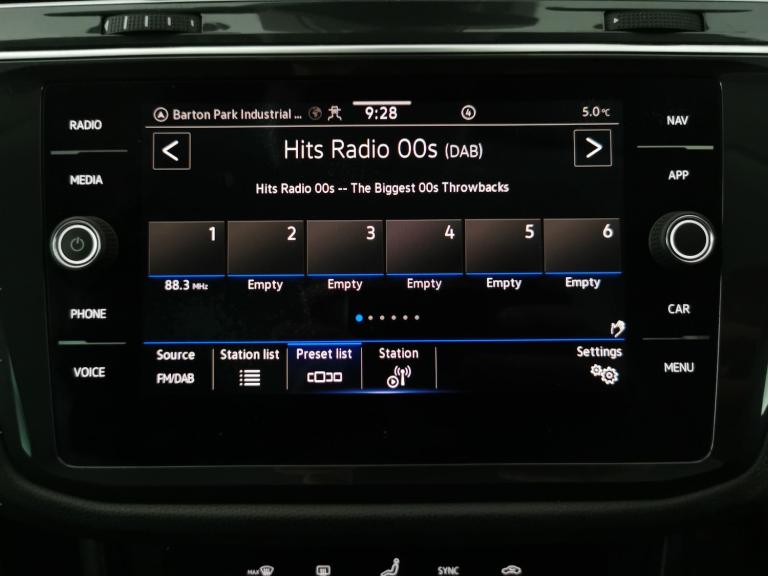 Barton Park Industrial ... 9:28 4 5.0°C
RADIO
NAV
MEDIA
APP
< Hits Radio 00s (DAB) >
Hits Radio 00s -- The Biggest 00s Throwbacks
1 2 3 4 5 6
88.3 MHz Empty Empty Empty Empty Empty
PHONE
CAR
VOICE
MENU
Source Station list Preset list Station Settings
FM/DAB
MAX SYNC